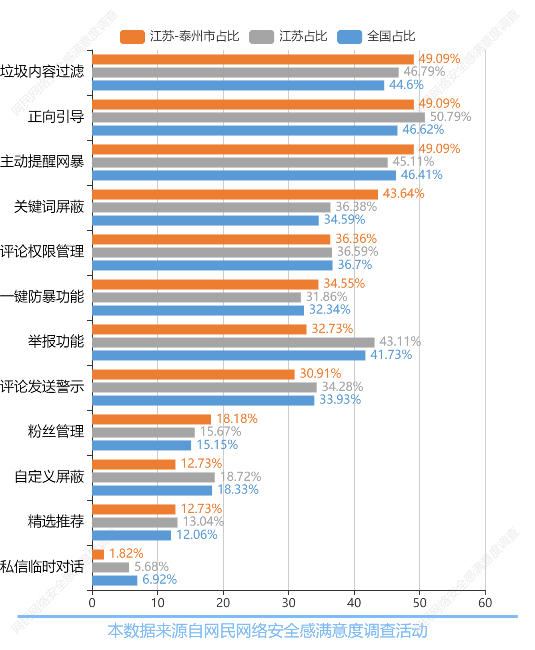 江苏-泰州市占比 江苏占比 全国占比
垃圾内容过滤 49.09% 46.79% 44.6%
正向引导 49.09% 50.79% 46.62%
主动提醒网暴 49.09% 45.11% 46.41%
关键词屏蔽 43.64% 36.38% 34.59%
评论权限管理 36.36% 36.59% 36.7%
一键防暴功能 34.55% 31.86% 32.34%
举报功能 32.73% 43.11% 41.73%
评论发送警示 30.91% 34.28% 33.93%
粉丝管理 18.18% 15.67% 15.15%
自定义屏蔽 12.73% 18.72% 18.33%
精选推荐 12.73% 13.04% 12.06%
私信临时对话 1.82% 5.68% 6.92%
0 10 20 30 40 50 60
本数据来源自网民网络安全感满意度调查活动